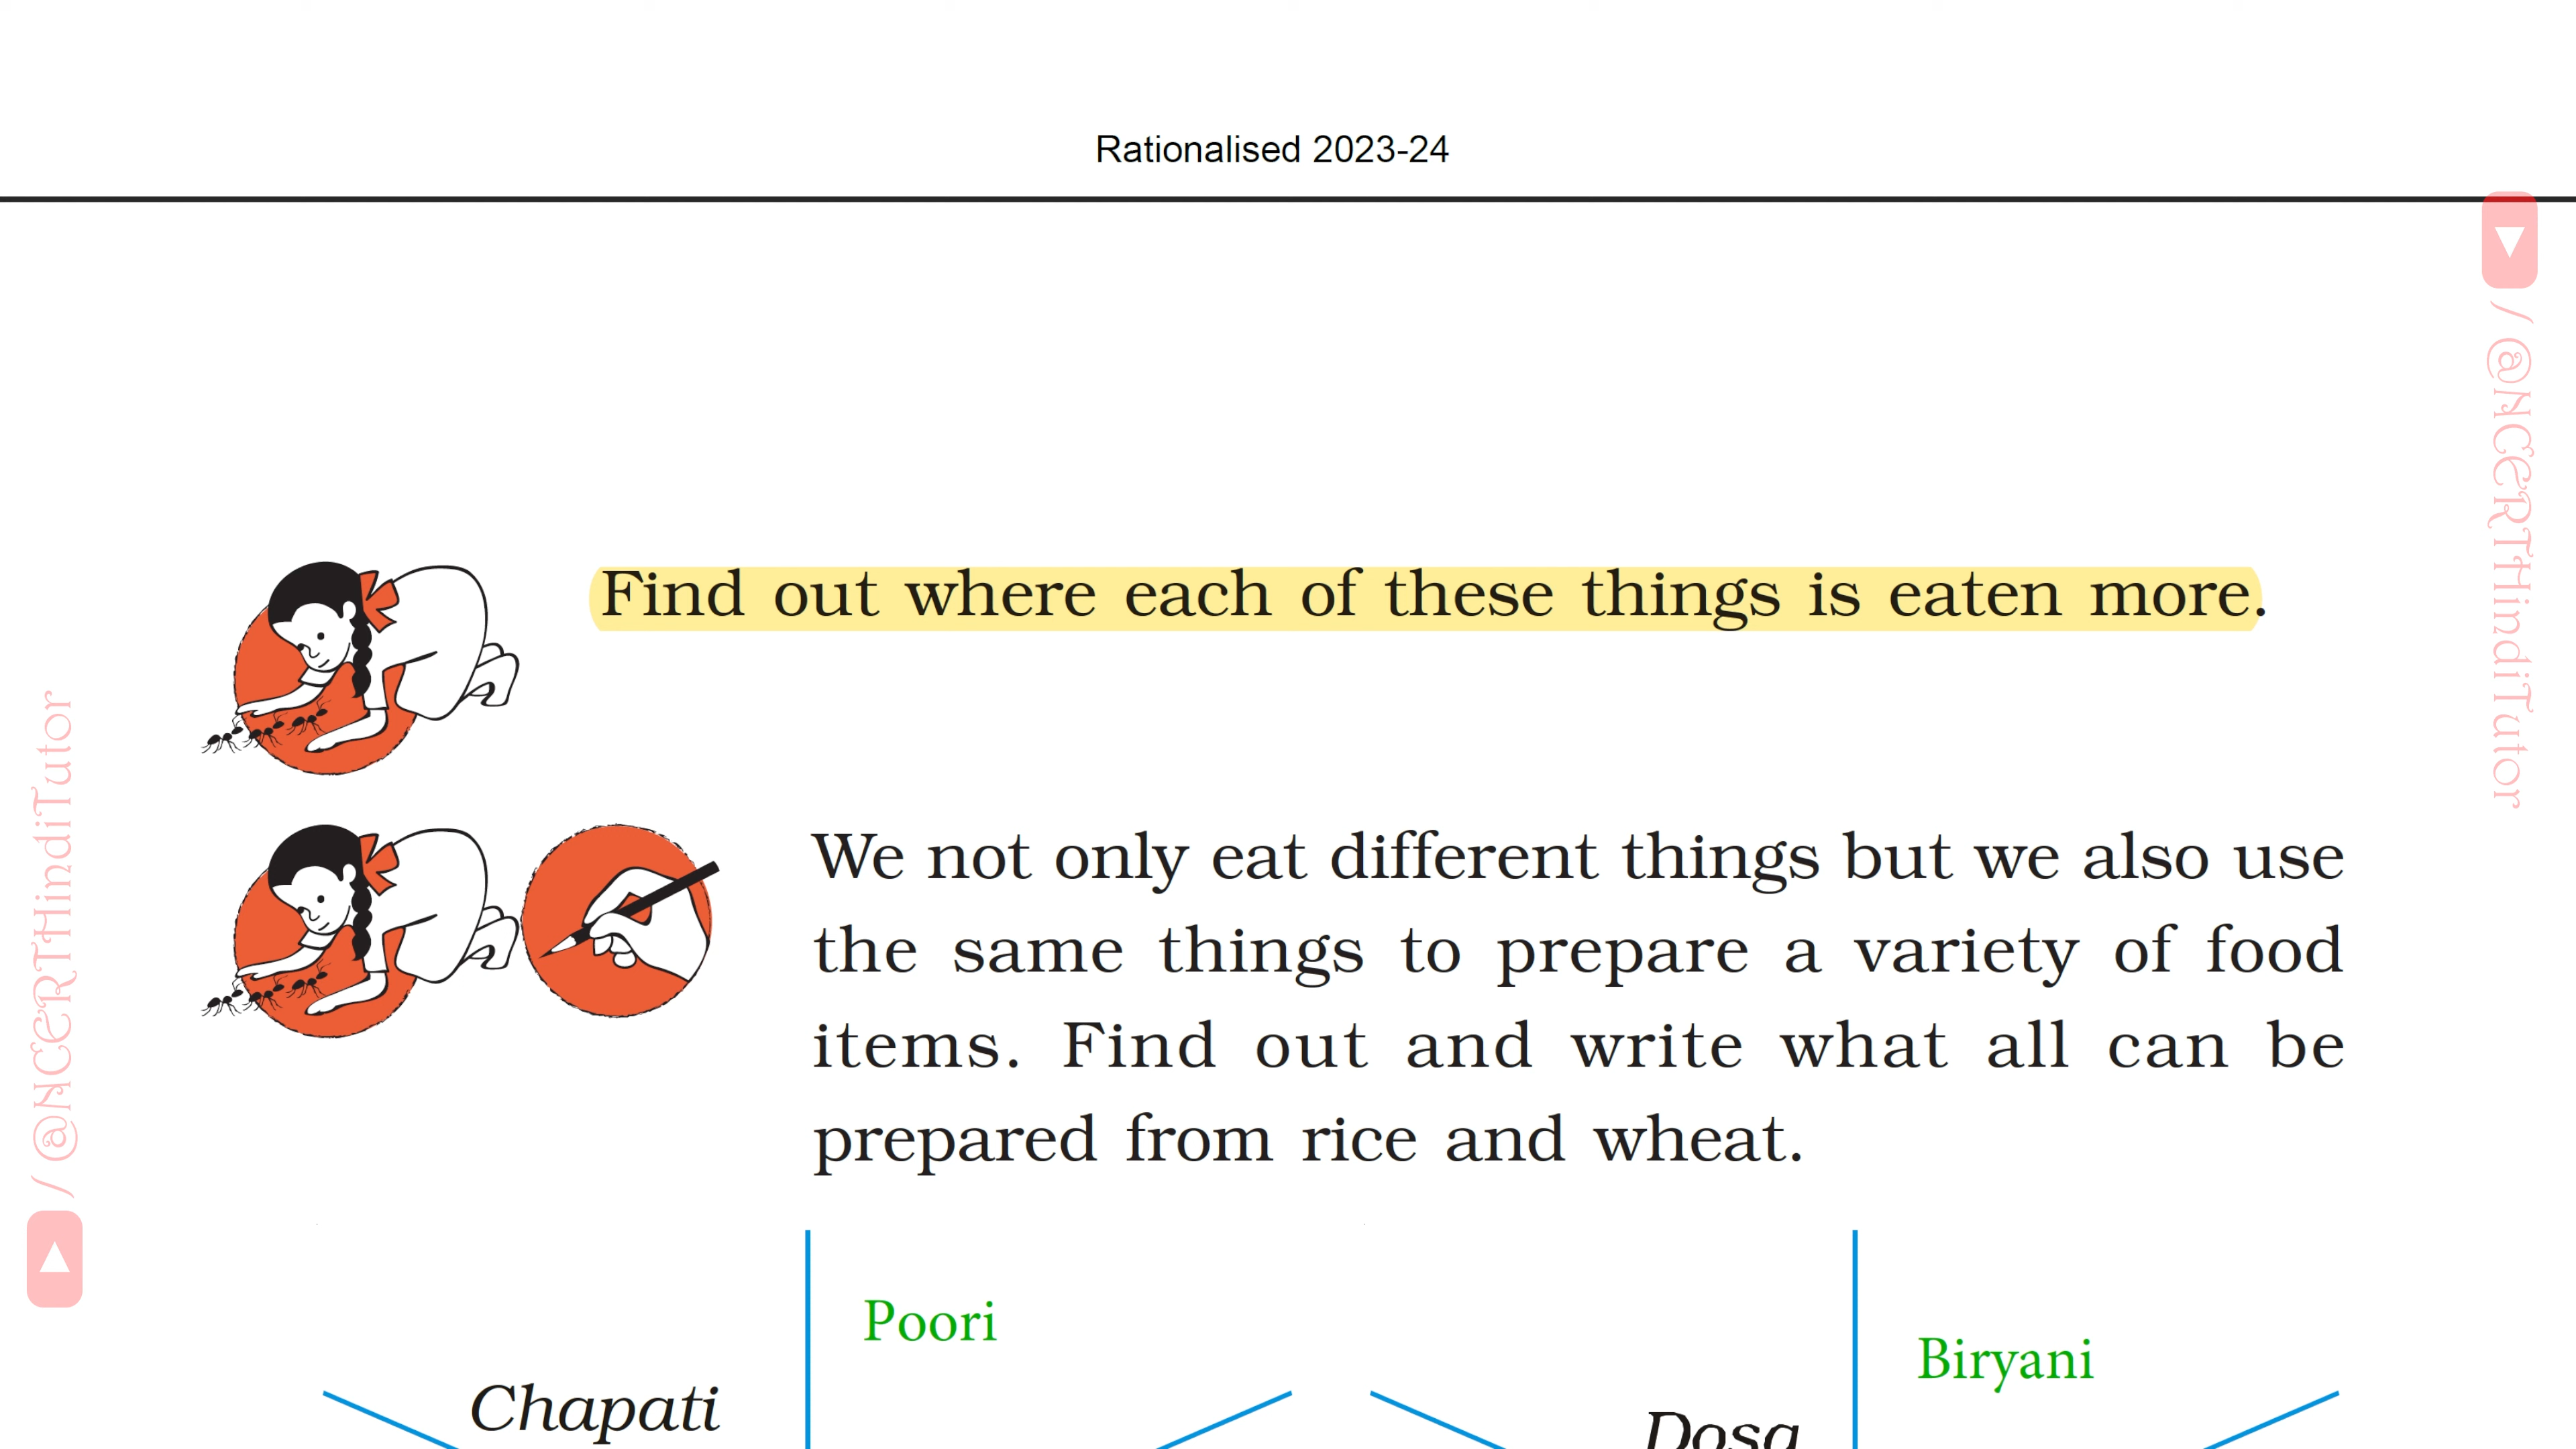 Rationalised 2023-24
Find out where each of these things is eaten more.
We not only eat different things but we also use
the same things to prepare a variety of food
items. Find out and write what all can be
prepared from rice and wheat.
Poori
Biryani
Chapati
Dosa
/ @NCERTHindiTutor
/ @NCERTHindiTutor